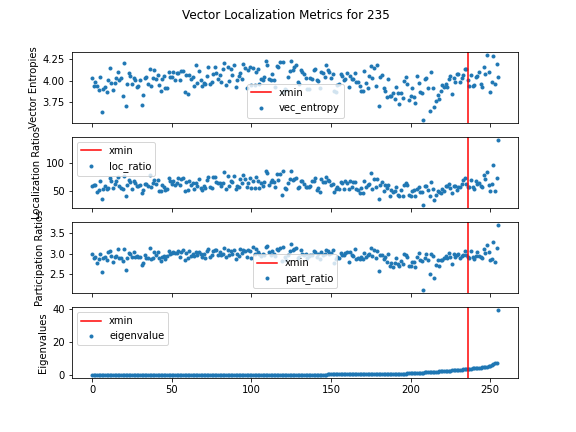 Vector Localization Metrics for 235
Vector Entropies
4.25
4.00
3.75
xmin
vec_entropy
Localization Ratios
100
50
xmin
loc_ratio
Participation Ratios
3.5
3.0
2.5
xmin
part_ratio
Eigenvalues
40
20
0
xmin
eigenvalue
0 50 100 150 200 250